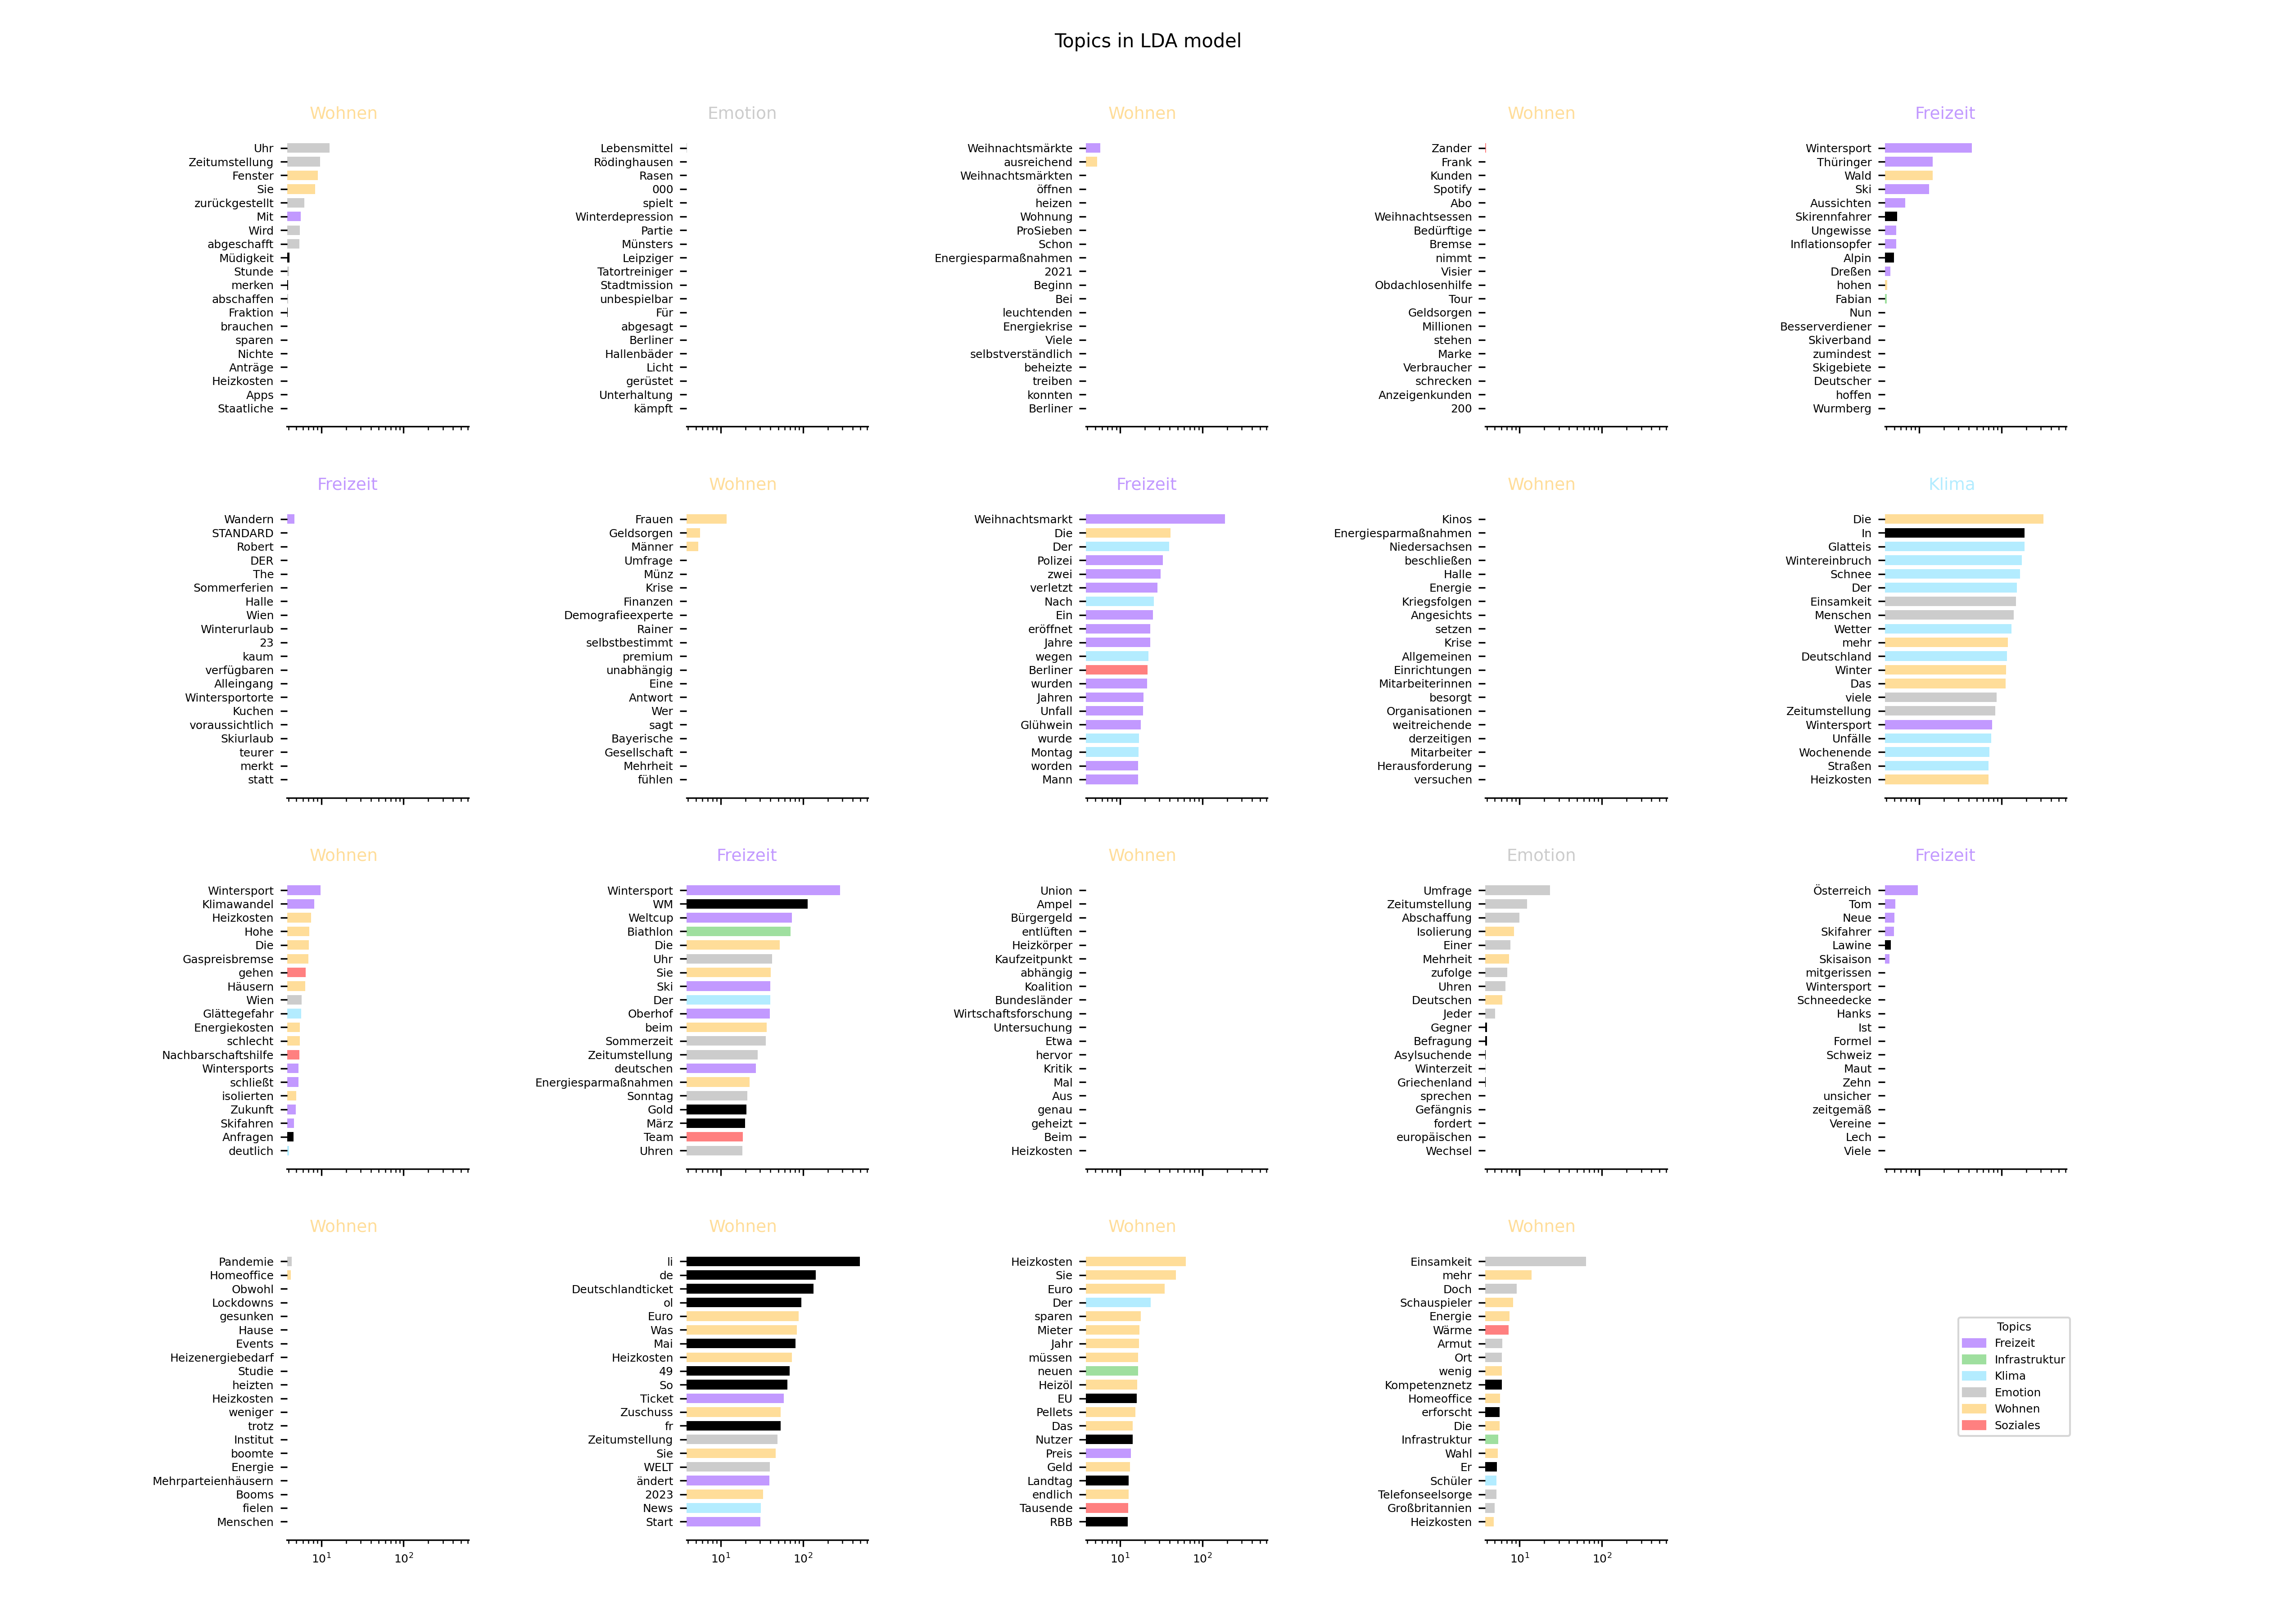 Topics in LDA model
Wohnen
Uhr
Zeitumstellung
Fenster
Sie
zurückgestellt
Mit
Wird
abgeschafft
Müdigkeit
Stunde
merken
abschaffen
Fraktion
brauchen
sparen
Nichte
Anträge
Heizkosten
Apps
Staatliche
Emotion
Lebensmittel
Rödinghausen
Rasen
000
spielt
Winterdepression
Partie
Münsters
Leipziger
Tatortreiniger
Stadtmission
unbespielbar
Für
abgesagt
Berliner
Hallenbäder
Licht
gerüstet
Unterhaltung
kämpft
Wohnen
Weihnachtsmärkte
ausreichend
Weihnachtsmärkten
öffnen
heizen
Wohnung
ProSieben
Schon
Energiesparmaßnahmen
2021
Beginn
Bei
leuchtenden
Energiekrise
Viele
selbstverständlich
beheizte
treiben
konnten
Berliner
Wohnen
Zander
Frank
Kunden
Spotify
Abo
Weihnachtsessen
Bedürftige
Bremse
nimmt
Visier
Obdachlosenhilfe
Tour
Geldsorgen
Millionen
stehen
Marke
Verbraucher
schrecken
Anzeigenkunden
200
Freizeit
Wintersport
Thüringer
Wald
Ski
Aussichten
Skirennfahrer
Ungewisse
Inflationsopfer
Alpin
Dreßen
hohen
Fabian
Nun
Besserverdiener
Skiverband
zumindest
Skigebiete
Deutscher
hoffen
Wurmberg
Freizeit
Wandern
STANDARD
Robert
DER
The
Sommerferien
Halle
Wien
Winterurlaub
23
kaum
verfügbaren
Alleingang
Wintersportorte
Kuchen
voraussichtlich
Skiurlaub
teurer
merkt
statt
Wohnen
Frauen
Geldsorgen
Männer
Umfrage
Münz
Krise
Finanzen
Demografieexperte
Rainer
selbstbestimmt
premium
unabhängig
Eine
Antwort
Wer
sagt
Bayerische
Gesellschaft
Mehrheit
fühlen
Freizeit
Weihnachtsmarkt
Die
Der
Polizei
zwei
verletzt
Nach
Ein
eröffnet
Jahre
wegen
Berliner
wurden
Jahren
Unfall
Glühwein
wurde
Montag
worden
Mann
Wohnen
Kinos
Energiesparmaßnahmen
Niedersachsen
beschließen
Halle
Energie
Kriegsfolgen
Angesichts
setzen
Krise
Allgemeinen
Einrichtungen
Mitarbeiterinnen
besorgt
Organisationen
weitreichende
derzeitigen
Mitarbeiter
Herausforderung
versuchen
Klima
Die
In
Glatteis
Wintereinbruch
Schnee
Der
Einsamkeit
Menschen
Wetter
mehr
Deutschland
Winter
Das
viele
Zeitumstellung
Wintersport
Unfälle
Wochenende
Straßen
Heizkosten
Wohnen
Wintersport
Klimawandel
Heizkosten
Hohe
Die
Gaspreisbremse
gehen
Häusern
Wien
Glättegefahr
Energiekosten
schlecht
Nachbarschaftshilfe
Wintersports
schließt
isolierten
Zukunft
Skifahren
Anfragen
deutlich
Freizeit
Wintersport
WM
Weltcup
Biathlon
Die
Uhr
Sie
Ski
Der
Oberhof
beim
Sommerzeit
Zeitumstellung
deutschen
Energiesparmaßnahmen
Sonntag
Gold
März
Team
Uhren
Wohnen
Union
Ampel
Bürgergeld
entlüften
Heizkörper
Kaufzeitpunkt
abhängig
Koalition
Bundesländer
Wirtschaftsforschung
Untersuchung
Etwa
hervor
Kritik
Mal
Aus
genau
geheizt
Beim
Heizkosten
Emotion
Umfrage
Zeitumstellung
Abschaffung
Isolierung
Einer
Mehrheit
zufolge
Uhren
Deutschen
Jeder
Gegner
Befragung
Asylsuchende
Winterzeit
Griechenland
sprechen
Gefängnis
fordert
europäischen
Wechsel
Freizeit
Österreich
Tom
Neue
Skifahrer
Lawine
Skisaison
mitgerissen
Wintersport
Schneedecke
Hanks
Ist
Formel
Schweiz
Maut
Zehn
unsicher
zeitgemäß
Vereine
Lech
Viele
Wohnen
Pandemie
Homeoffice
Obwohl
Lockdowns
gesunken
Hause
Events
Heizenergiebedarf
Studie
heizten
Heizkosten
weniger
trotz
Institut
boomte
Energie
Mehrparteienhäusern
Booms
fielen
Menschen
10¹
10²
Wohnen
li
de
Deutschlandticket
ol
Euro
Was
Mai
Heizkosten
49
So
Ticket
Zuschuss
fr
Zeitumstellung
Sie
WELT
ändert
2023
News
Start
10¹
10²
Wohnen
Heizkosten
Sie
Euro
Der
sparen
Mieter
Jahr
müssen
neuen
Heizöl
EU
Pellets
Das
Nutzer
Preis
Geld
Landtag
endlich
Tausende
RBB
10¹
10²
Wohnen
Einsamkeit
mehr
Doch
Schauspieler
Energie
Wärme
Armut
Ort
wenig
Kompetenznetz
Homeoffice
erforscht
Die
Infrastruktur
Wahl
Er
Schüler
Telefonseelsorge
Großbritannien
Heizkosten
10¹
10²
Topics
Freizeit
Infrastruktur
Klima
Emotion
Wohnen
Soziales